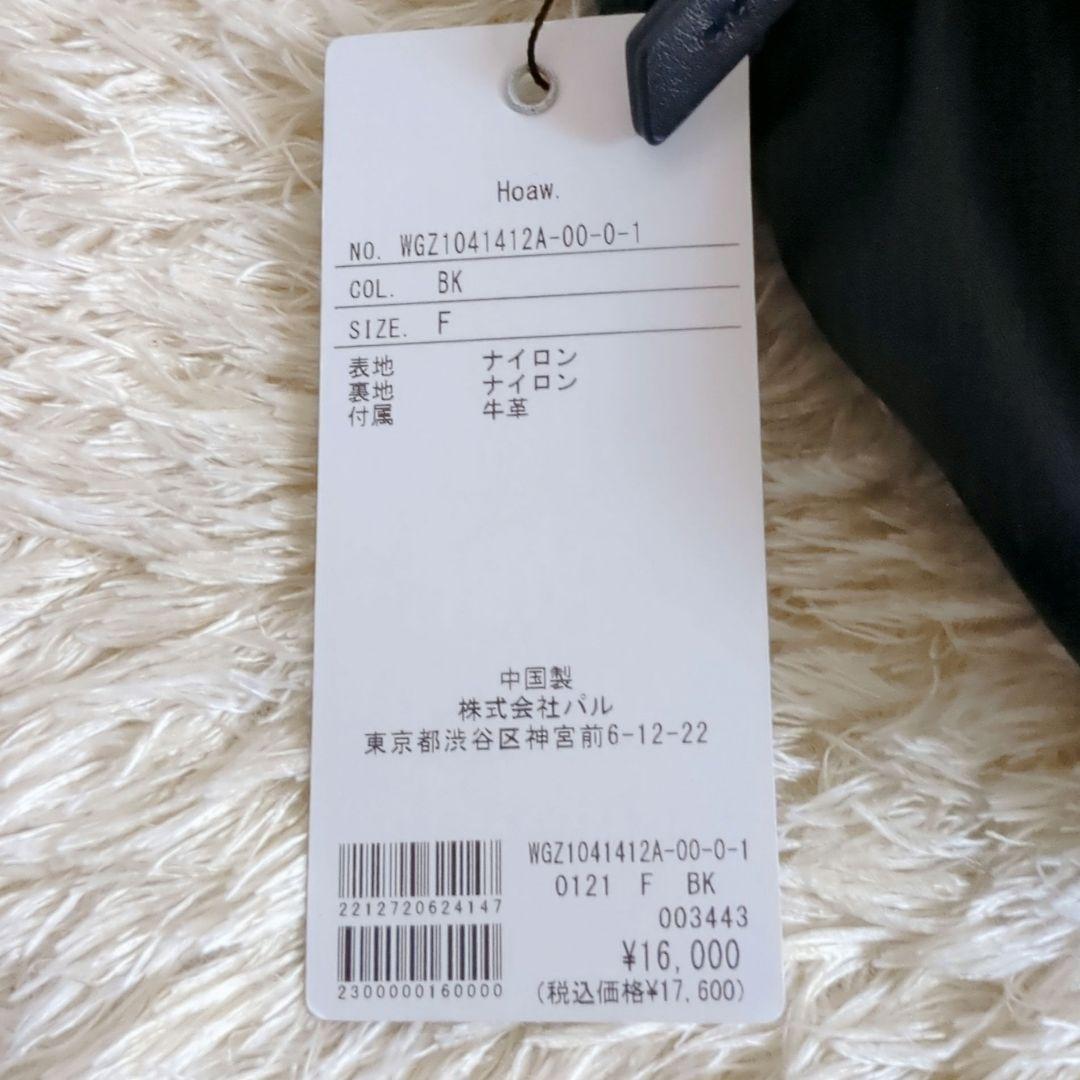 Hoaw.
NO. WGZ1041412A-00-0-1
COL. BK
SIZE. F
表地 ナイロン
裏地 ナイロン
付属 牛革
中国製
株式会社パル
東京都渋谷区神宮前6-12-22
WGZ1041412A-00-0-1
0121 F BK
2212720624147
003443
¥16,000
2300000160000
(税込価格¥17,600)